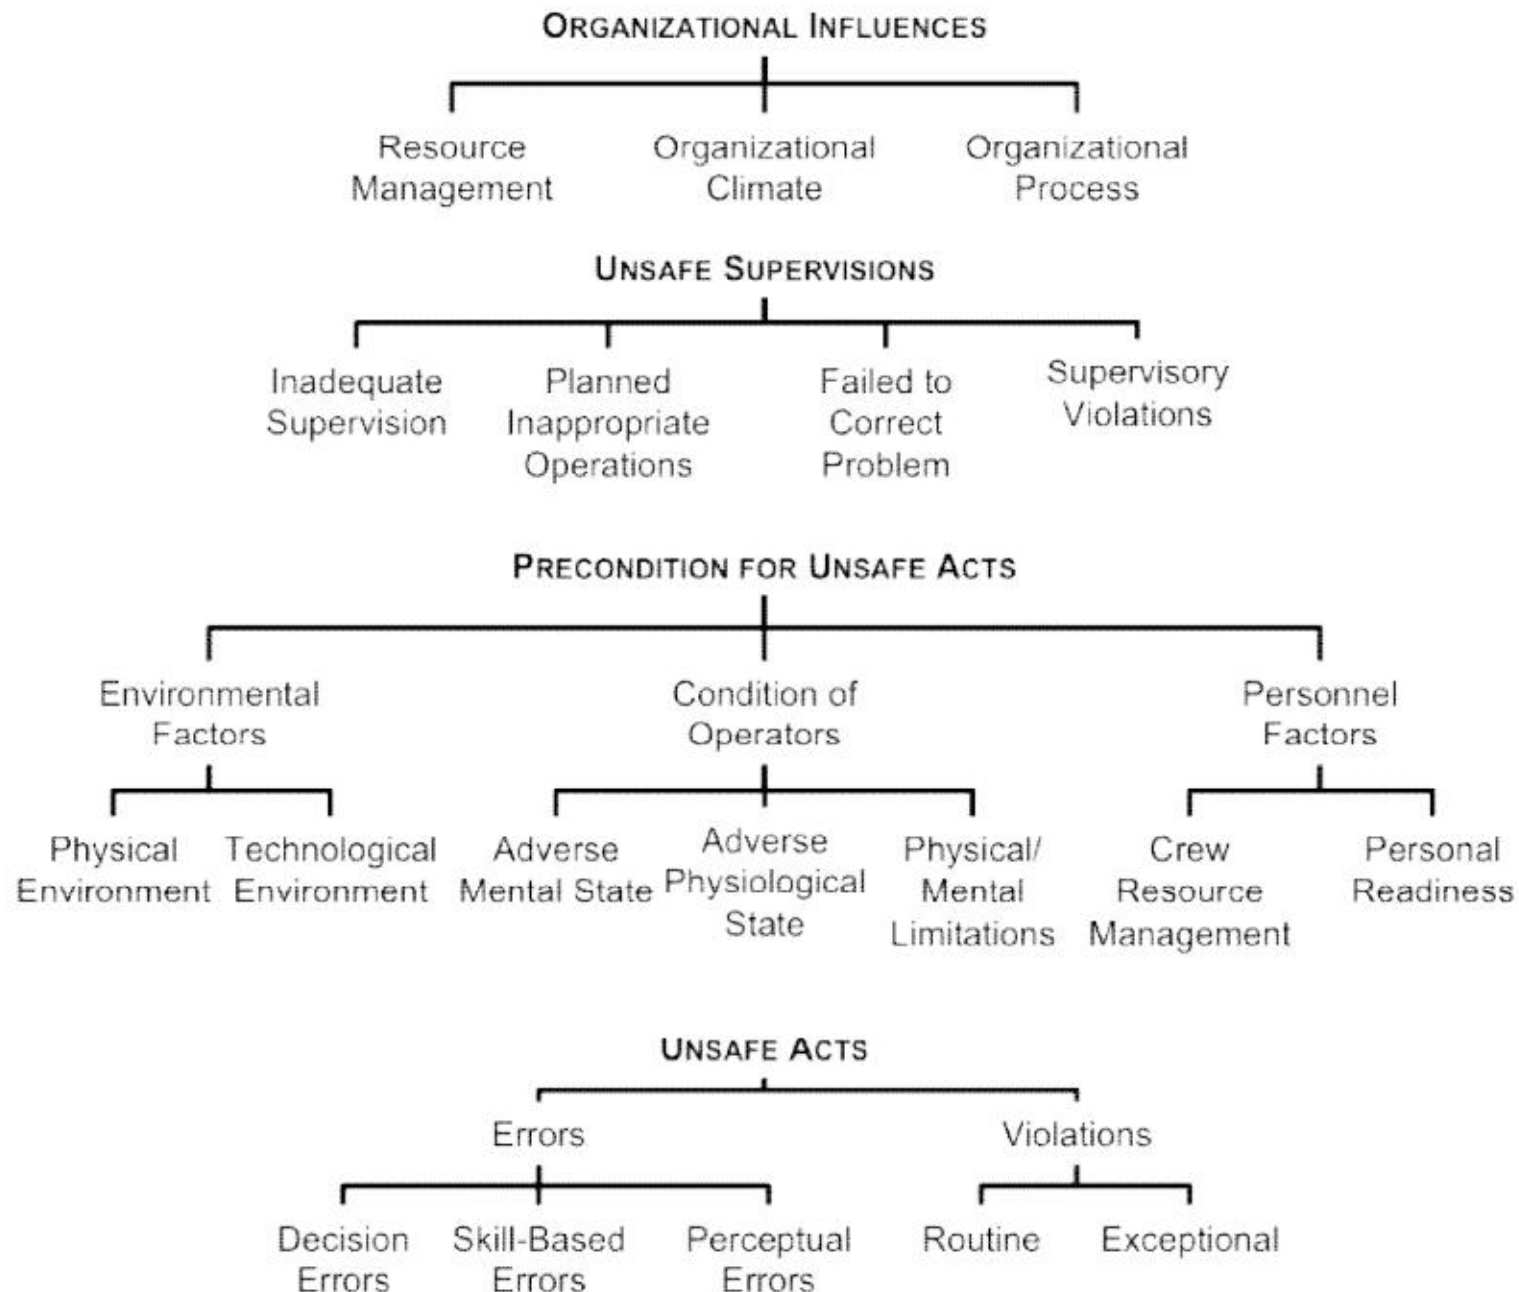 ORGANIZATIONAL INFLUENCES
Resource
Management
Organizational
Climate
Organizational
Process
UNSAFE SUPERVISIONS
Inadequate
Supervision
Planned
Inappropriate
Operations
Failed to
Correct
Problem
Supervisory
Violations
PRECONDITION FOR UNSAFE ACTS
Environmental
Factors
Condition of
Operators
Personnel
Factors
Physical
Environment
Technological
Environment
Adverse
Mental State
Adverse
Physiological
State
Physical/
Mental
Limitations
Crew
Resource
Management
Personal
Readiness
UNSAFE ACTS
Errors
Violations
Decision
Errors
Skill-Based
Errors
Perceptual
Errors
Routine
Exceptional